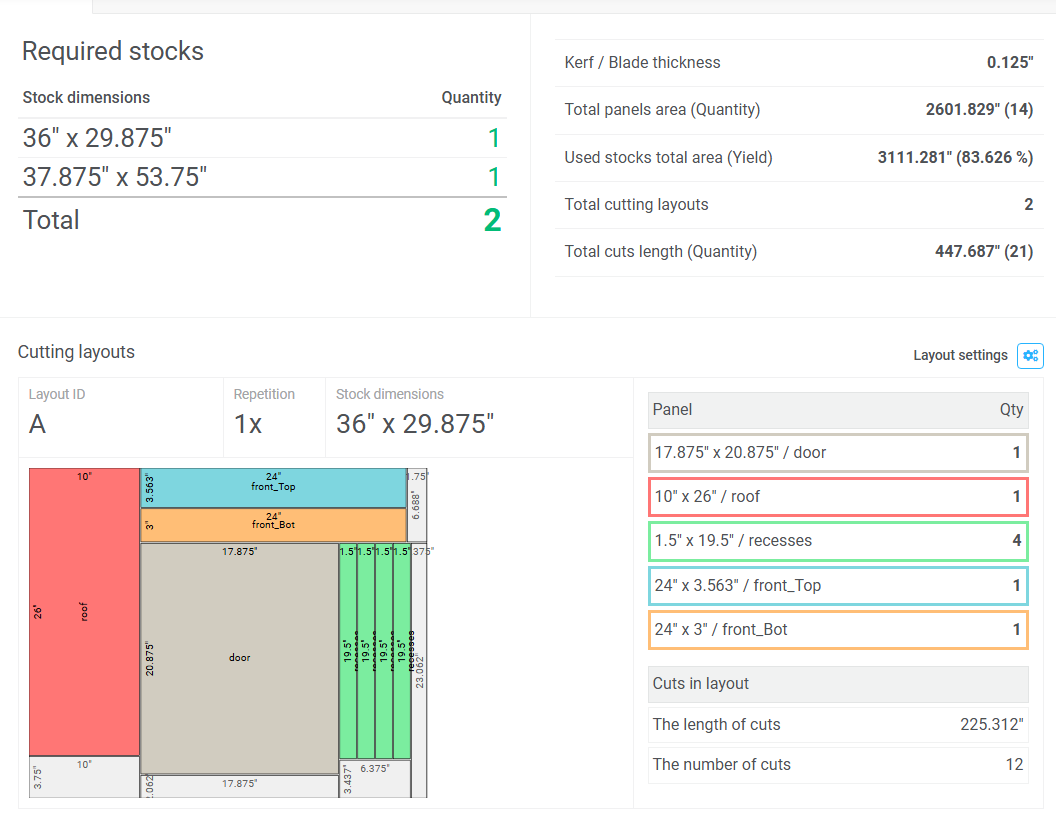 Required stocks
Stock dimensions Quantity
36" x 29.875" 1
37.875" x 53.75" 1
Total 2
Kerf / Blade thickness 0.125"
Total panels area (Quantity) 2601.829" (14)
Used stocks total area (Yield) 3111.281" (83.626 %)
Total cutting layouts 2
Total cuts length (Quantity) 447.687" (21)
Cutting layouts
Layout settings
Layout ID Repetition Stock dimensions
A 1x 36" x 29.875"
10"
26"
roof
10"
3.75"
24"
3.563"
front_Top
24"
3"
front_Bot
6.688"
17.875"
20.875"
door
17.875"
1.5" 1.5" 1.5" 1.5"
19.5" 19.5" 19.5" 19.5"
recesses
6.375"
3.437"
23.062"
Panel Qty
17.875" x 20.875" / door 1
10" x 26" / roof 1
1.5" x 19.5" / recesses 4
24" x 3.563" / front_Top 1
24" x 3" / front_Bot 1
Cuts in layout
The length of cuts 225.312"
The number of cuts 12